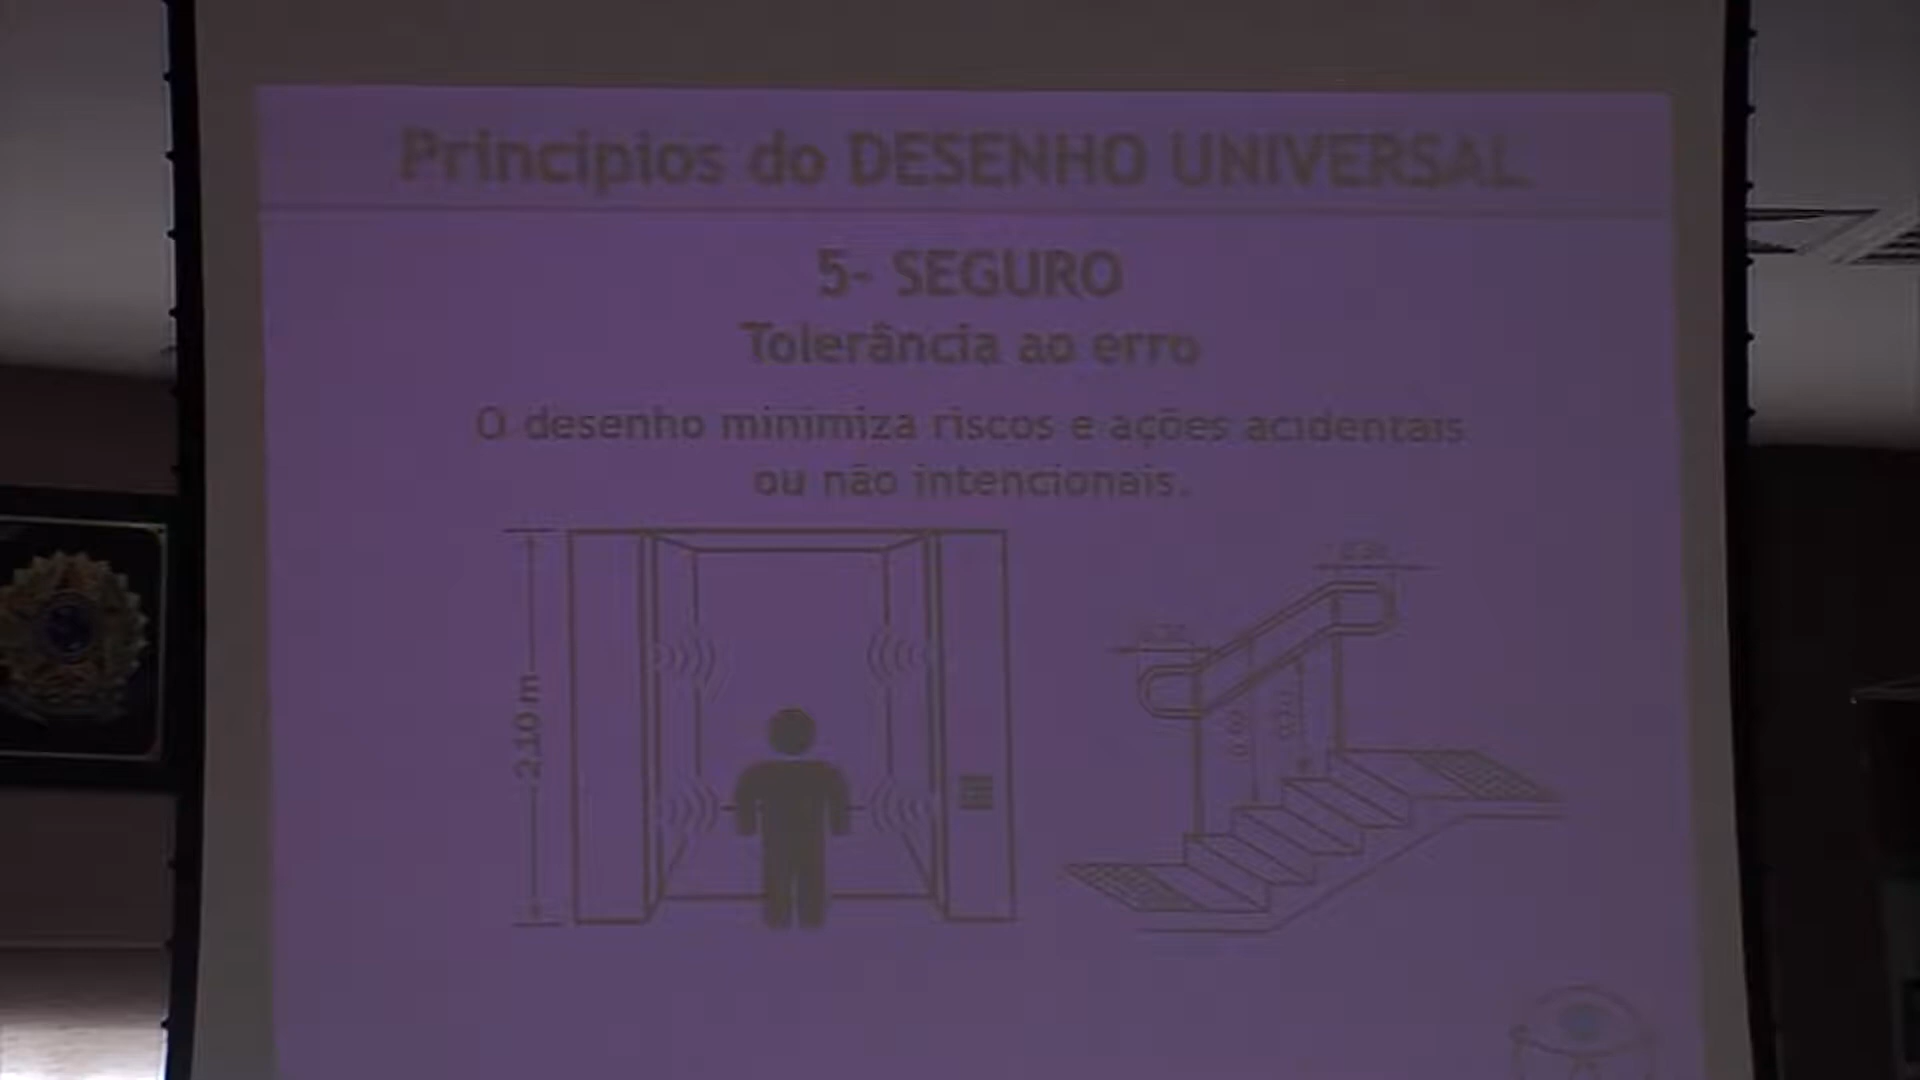 Princípios do DESENHO UNIVERSAL
5- SEGURO
Tolerância ao erro
O desenho minimiza riscos e ações acidentais
ou não intencionais.
2,10 m